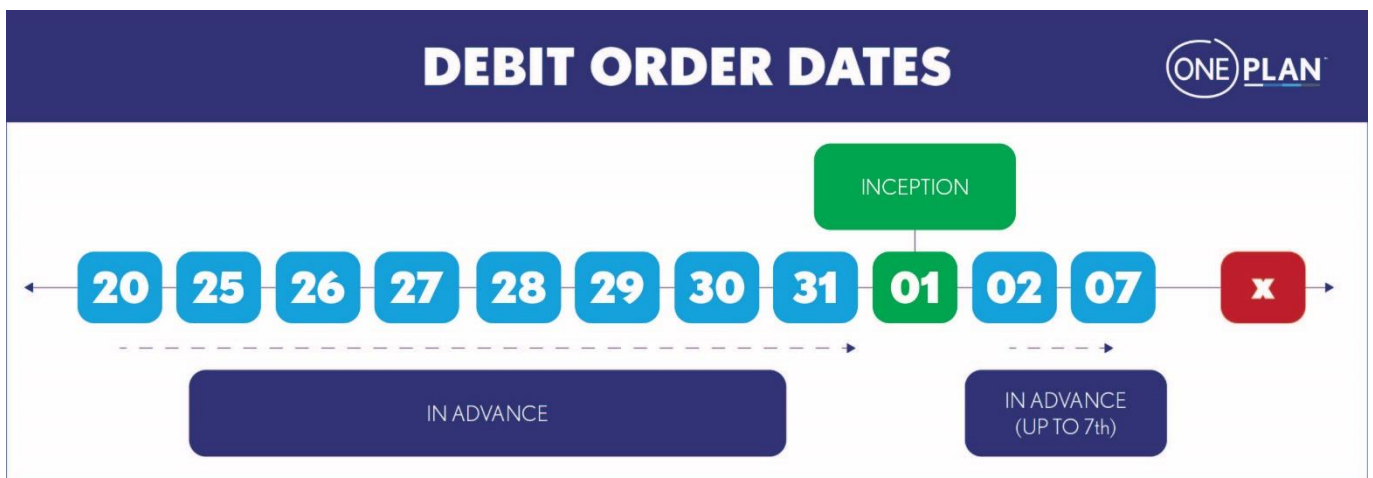 DEBIT ORDER DATES
ONE PLAN
INCEPTION
20 25 26 27 28 29 30 31 01 02 07 x
IN ADVANCE
IN ADVANCE
(UP TO 7th)